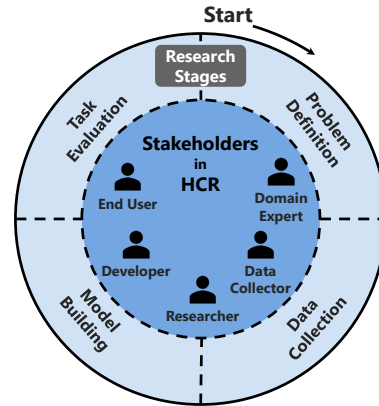 Start
Research
Stages
Problem
Definition
Task
Evaluation
Stakeholders
in
HCR
End User
Domain
Expert
Developer
Data
Collector
Researcher
Model
Building
Data
Collection